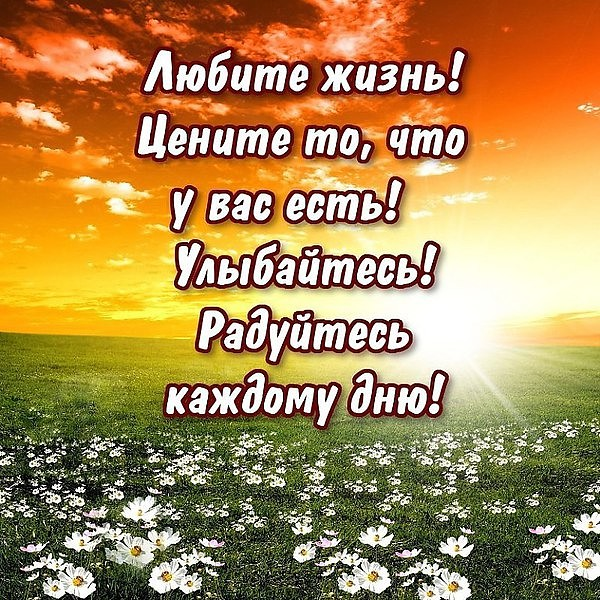 Любите жизнь!
Цените то, что
у вас есть!
Улыбайтесь!
Радуйтесь
каждому дню!